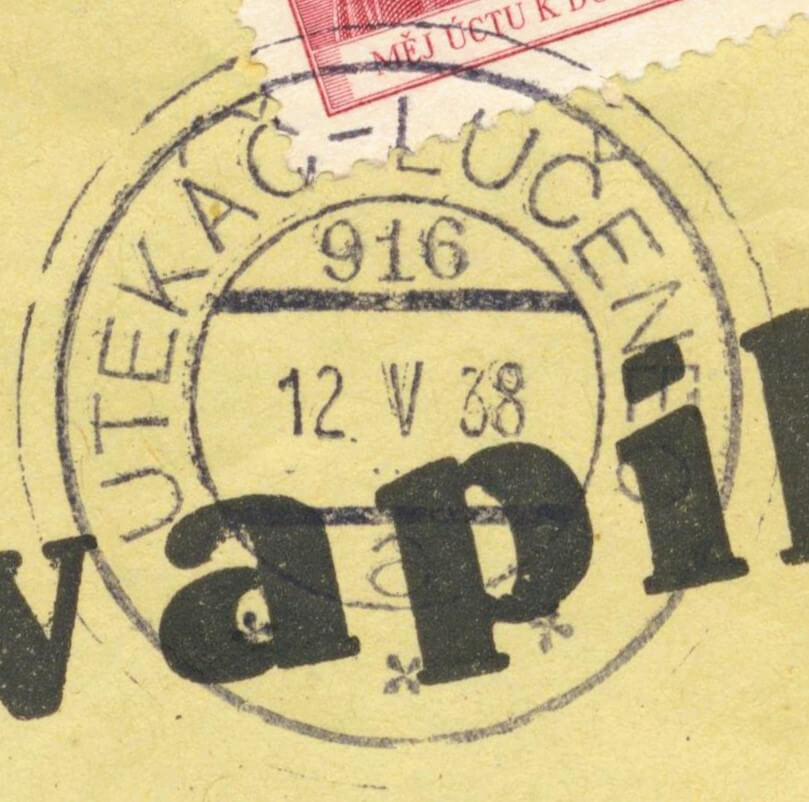 MĚJ ÚCTU K
UTEKÁČ-LUČENEC
916
12 V 38
a
vapil